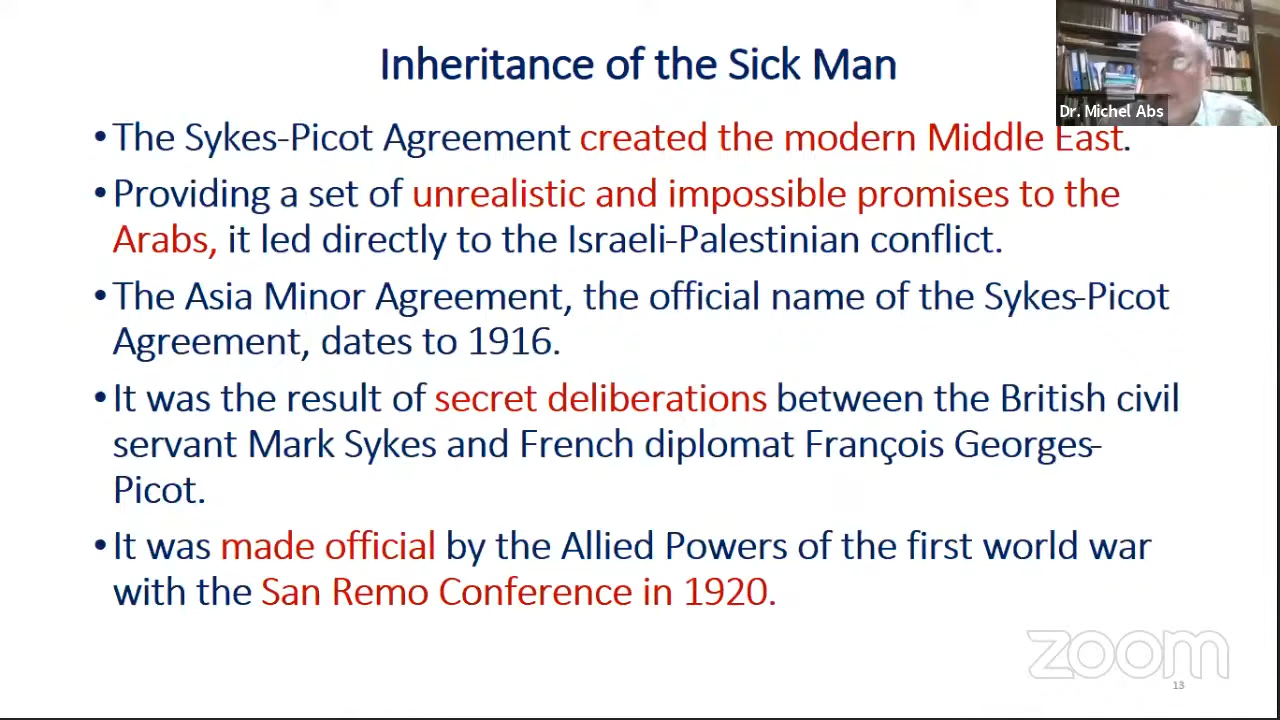 Inheritance of the Sick Man
Dr. Michel Abs
•The Sykes-Picot Agreement created the modern Middle East.
•Providing a set of unrealistic and impossible promises to the
Arabs, it led directly to the Israeli-Palestinian conflict.
•The Asia Minor Agreement, the official name of the Sykes-Picot
Agreement, dates to 1916.
•It was the result of secret deliberations between the British civil
servant Mark Sykes and French diplomat François Georges-
Picot.
•It was made official by the Allied Powers of the first world war
with the San Remo Conference in 1920.
zoom
13